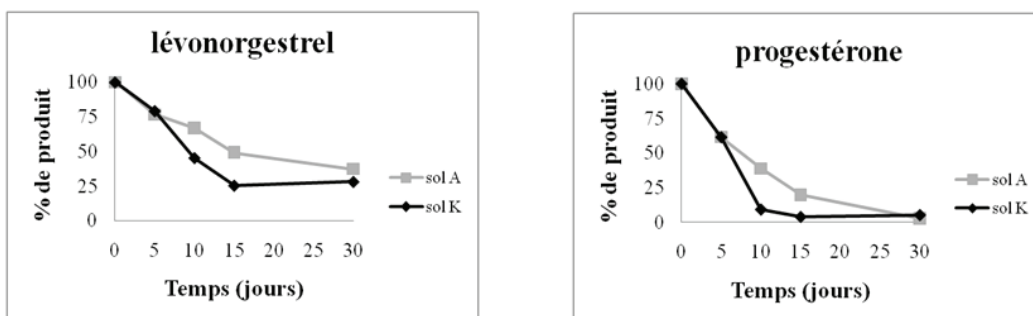 lévonorgestrel
% de produit
100
75
50
25
0
0 5 10 15 20 25 30
Temps (jours)
sol A
sol K
progestérone
% de produit
100
75
50
25
0
0 5 10 15 20 25 30
Temps (jours)
sol A
sol K